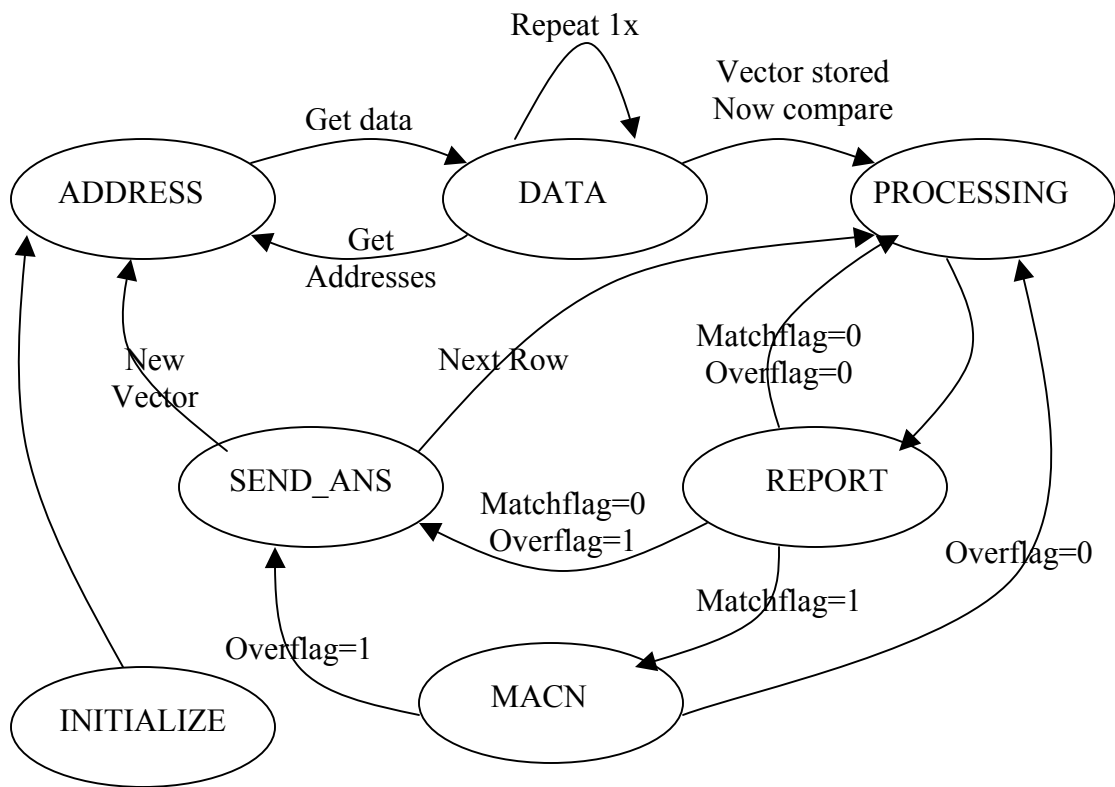 Repeat 1x
Vector stored
Now compare
Get data
ADDRESS
DATA
PROCESSING
Get
Addresses
New
Vector
Next Row
Matchflag=0
Overflag=0
SEND_ANS
REPORT
Matchflag=0
Overflag=1
Overflag=0
Matchflag=1
Overflag=1
MACN
INITIALIZE